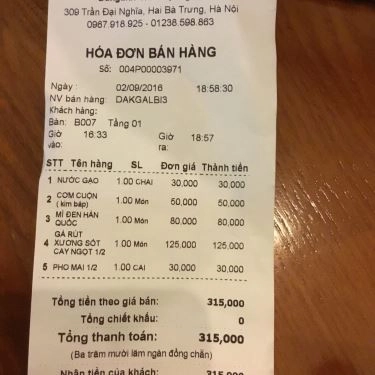 309 Trần Đại Nghĩa, Hai Bà Trưng, Hà Nội
0967.918.925 - 01238.598.863
HÓA ĐƠN BÁN HÀNG
Số: 004P00003971
Ngày : 02/09/2016 18:58:30
NV bán hàng: DAKGALBI3
Khách hàng:
Bàn: B007 Tầng 01
Giờ vào: 16:33 Giờ ra: 18:57
STT Tên hàng SL Đơn giá Thành tiền
1 NƯỚC GẠO 1.00 CHAI 30,000 30,000
2 CƠM CUỘN ( kim bắp) 1.00 Món 50,000 50,000
3 MÌ ĐEN HÀN QUỐC 1.00 Món 80,000 80,000
4 GÀ RÚT XƯƠNG SỐT CAY NGỌT 1/2 1.00 Món 125,000 125,000
5 PHO MAI 1/2 1.00 CAI 30,000 30,000
Tổng tiền theo giá bán: 315,000
Tổng chiết khấu: 0
Tổng thanh toán: 315,000
(Ba trăm mười lăm ngàn đồng chẵn)
Nhận tiền của khách: 315,000